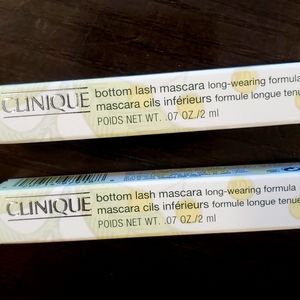 CLINIQUE
bottom lash mascara long-wearing formula
mascara cils inférieurs formule longue tenue
POIDS NET WT. .07 OZ./2 ml
CLINIQUE
bottom lash mascara long-wearing formula
mascara cils inférieurs formule longue tenue
POIDS NET WT. .07 OZ./2 ml